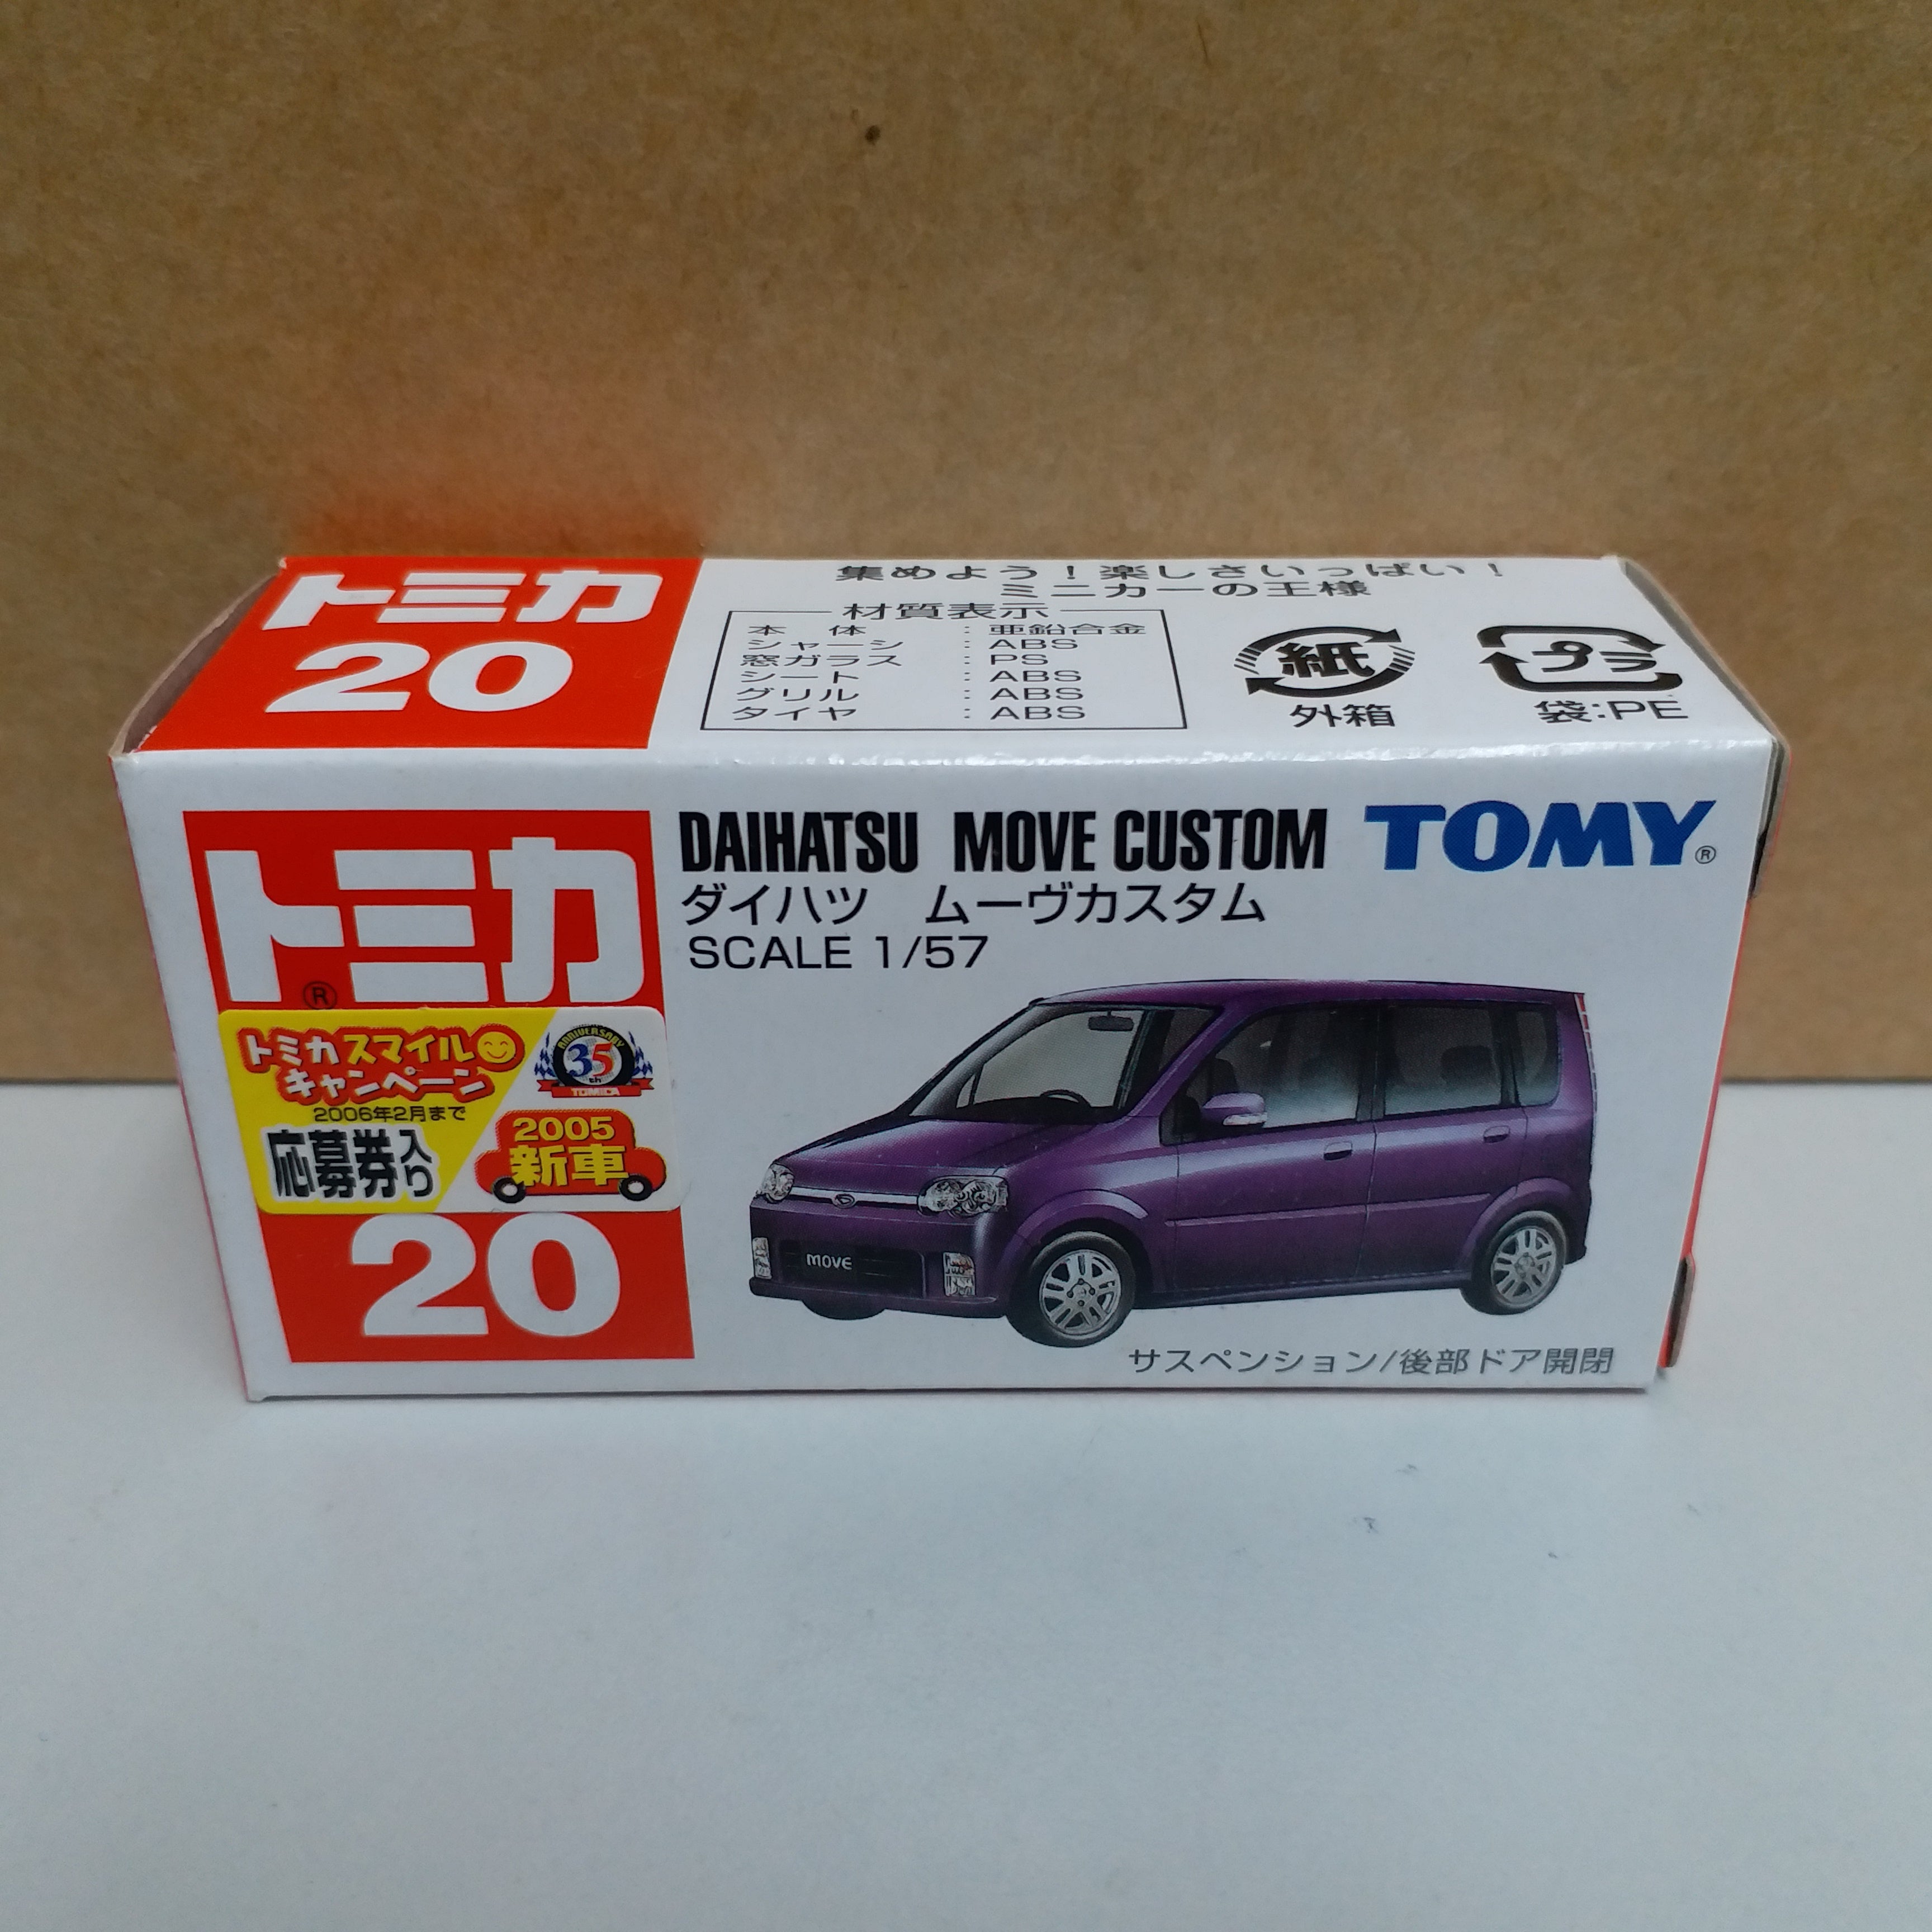 トミカ
20
集めよう！楽しさいっぱい！
ミニカーの王様
材質表示
本体：亜鉛合金
シャーシ：ABS
窓ガラス：PS
シート：ABS
グリル：ABS
タイヤ：ABS
紙
外箱
プラ
袋:PE
トミカ®
DAIHATSU MOVE CUSTOM
TOMY®
ダイハツ ムーヴカスタム
SCALE 1/57
トミカスマイル
キャンペーン
2006年2月まで
応募券入り
ANNIVERSARY
35th
TOMICA
2005
新車
20
MOVE
サスペンション/後部ドア開閉